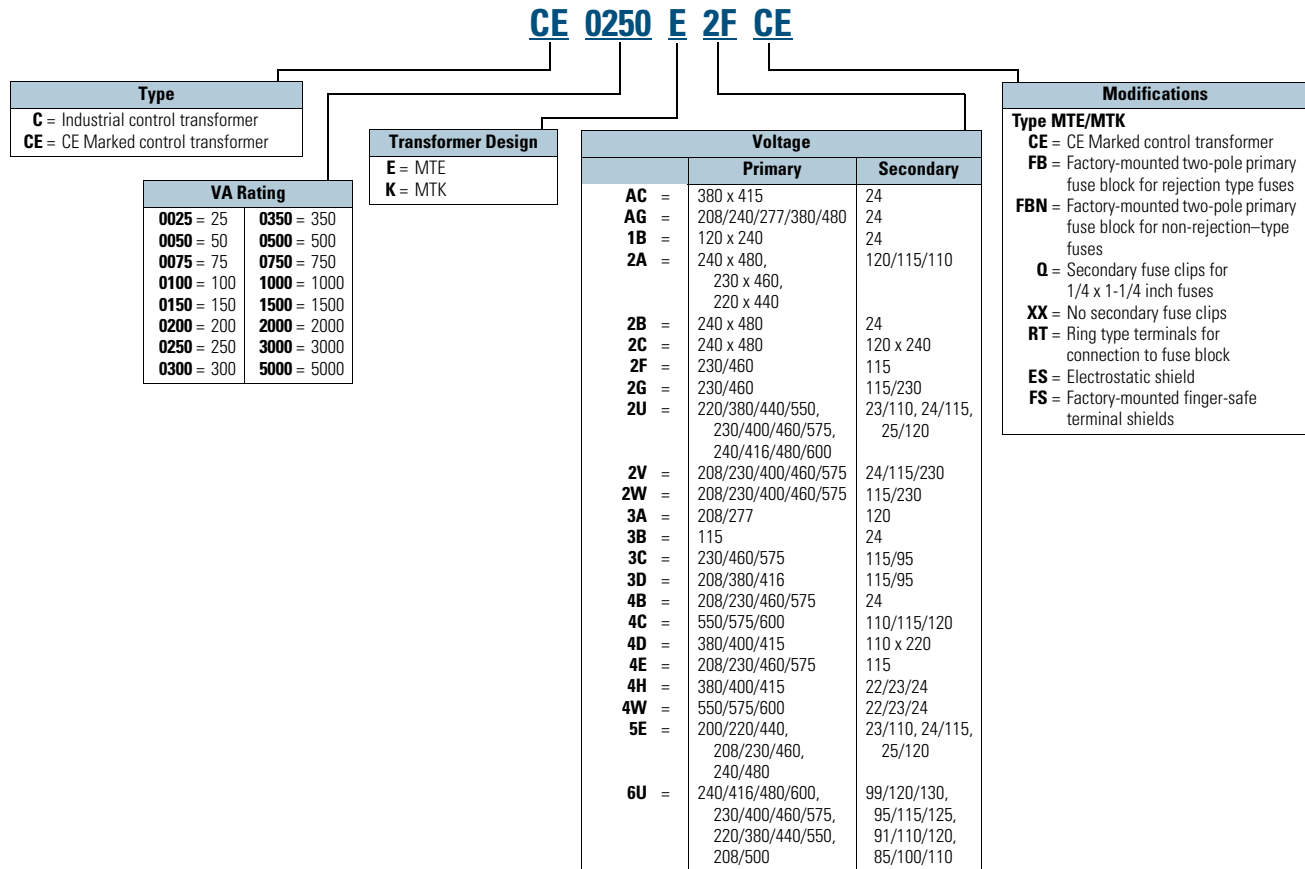 CE 0250 E 2F CE
Type
C = Industrial control transformer
CE = CE Marked control transformer
VA Rating
0025 = 25 0350 = 350
0050 = 50 0500 = 500
0075 = 75 0750 = 750
0100 = 100 1000 = 1000
0150 = 150 1500 = 1500
0200 = 200 2000 = 2000
0250 = 250 3000 = 3000
0300 = 300 5000 = 5000
Transformer Design
E = MTE
K = MTK
Voltage
Primary Secondary
AC = 380 x 415 24
AG = 208/240/277/380/480 24
1B = 120 x 240 24
2A = 240 x 480, 120/115/110
230 x 460,
220 x 440
2B = 240 x 480 24
2C = 240 x 480 120 x 240
2F = 230/460 115
2G = 230/460 115/230
2U = 220/380/440/550, 23/110, 24/115,
230/400/460/575, 25/120
240/416/480/600
2V = 208/230/400/460/575 24/115/230
2W = 208/230/400/460/575 115/230
3A = 208/277 120
3B = 115 24
3C = 230/460/575 115/95
3D = 208/380/416 115/95
4B = 208/230/460/575 24
4C = 550/575/600 110/115/120
4D = 380/400/415 110 x 220
4E = 208/230/460/575 115
4H = 380/400/415 22/23/24
4W = 550/575/600 22/23/24
5E = 200/220/440, 23/110, 24/115,
208/230/460, 25/120
240/480
6U = 240/416/480/600, 99/120/130,
230/400/460/575, 95/115/125,
220/380/440/550, 91/110/120,
208/500 85/100/110
Modifications
Type MTE/MTK
CE = CE Marked control transformer
FB = Factory-mounted two-pole primary
fuse block for rejection type fuses
FBN = Factory-mounted two-pole primary
fuse block for non-rejection–type
fuses
Q = Secondary fuse clips for
1/4 x 1-1/4 inch fuses
XX = No secondary fuse clips
RT = Ring type terminals for
connection to fuse block
ES = Electrostatic shield
FS = Factory-mounted finger-safe
terminal shields